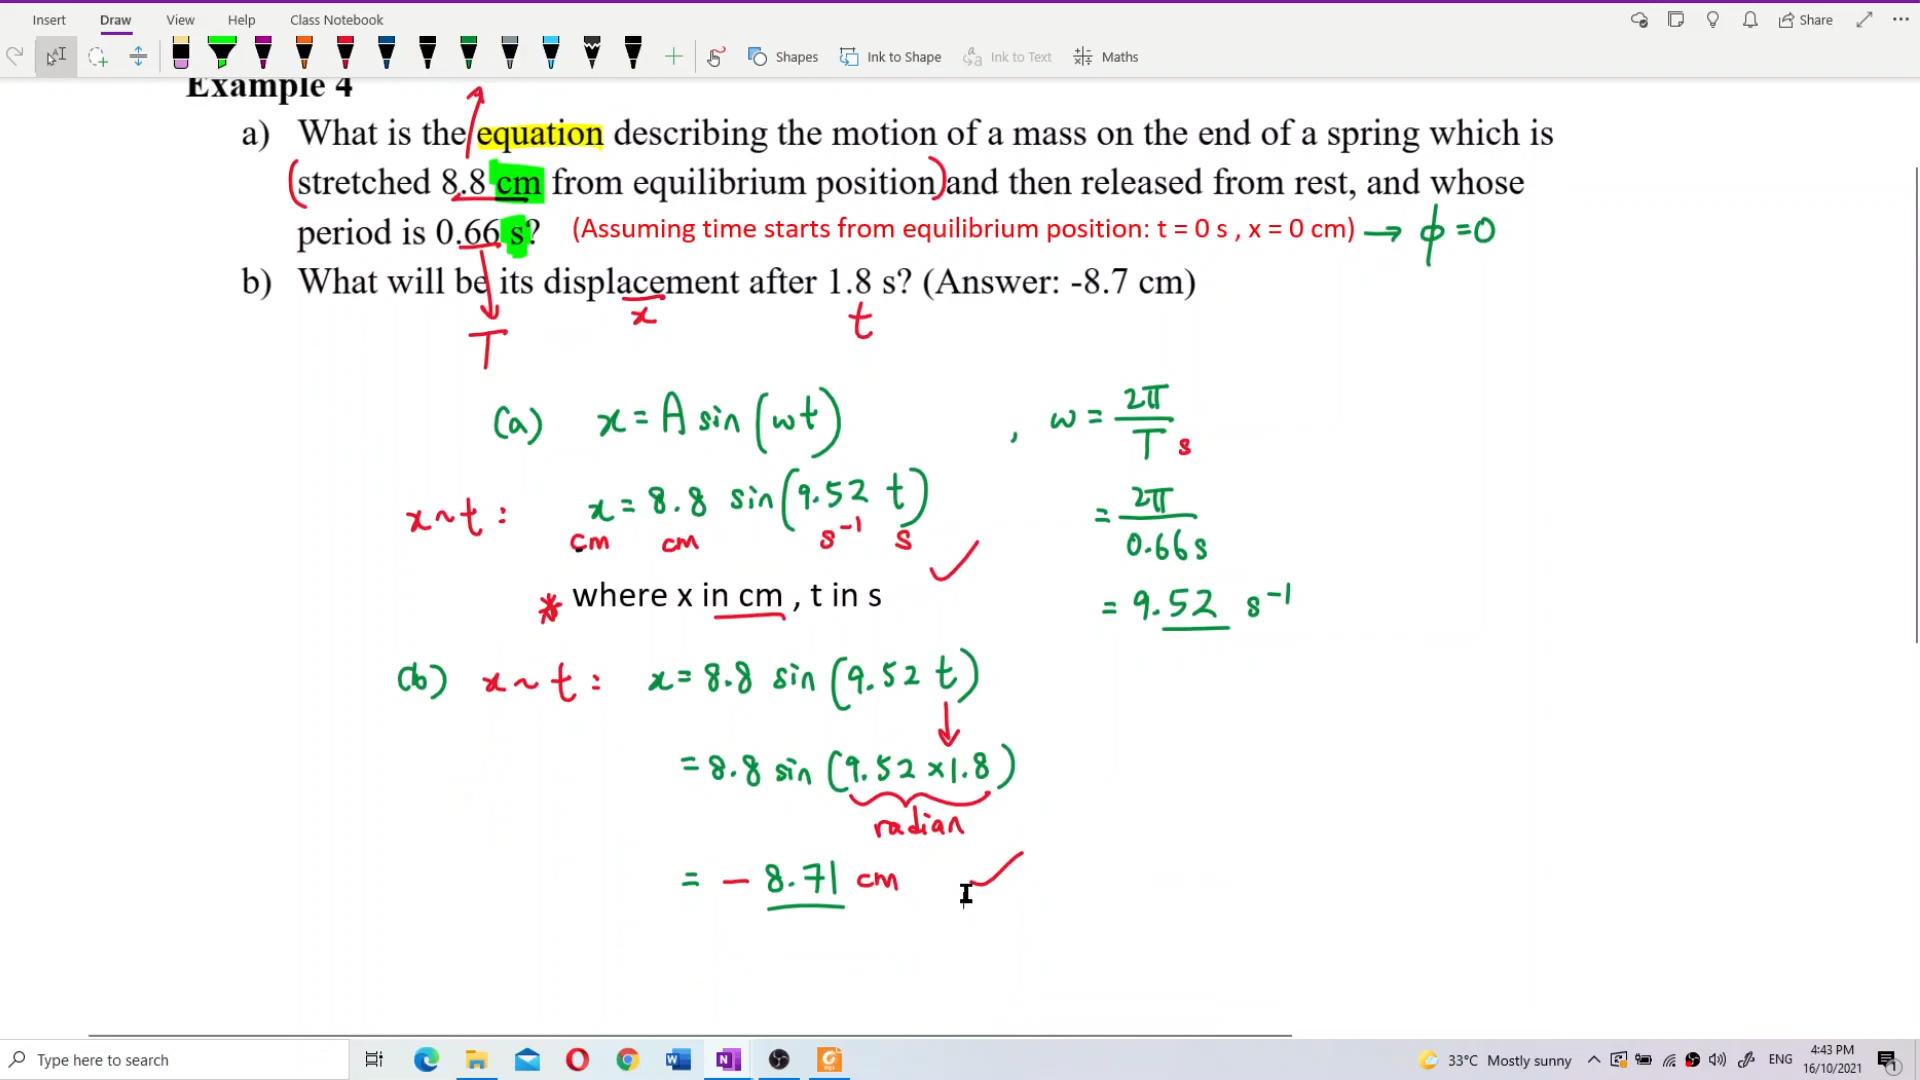 Insert Draw View Help Class Notebook Share
Shapes Ink to Shape Ink to Text Maths
Example 4
a) What is the equation describing the motion of a mass on the end of a spring which is
(stretched 8.8 cm from equilibrium position) and then released from rest, and whose
period is 0.66 s? (Assuming time starts from equilibrium position: t = 0 s , x = 0 cm) → ϕ = 0
b) What will be its displacement after 1.8 s? (Answer: -8.7 cm)
x t
T
(a) x = A sin (ωt) , ω = 2π / T s
x ~ t : x = 8.8 sin (9.52 t) = 2π / 0.66 s
cm cm s⁻¹ s
* where x in cm , t in s = 9.52 s⁻¹
(b) x ~ t : x = 8.8 sin (9.52 t)
= 8.8 sin (9.52 × 1.8)
radian
= - 8.71 cm
Type here to search 33°C Mostly sunny ENG 4:43 PM
16/10/2021